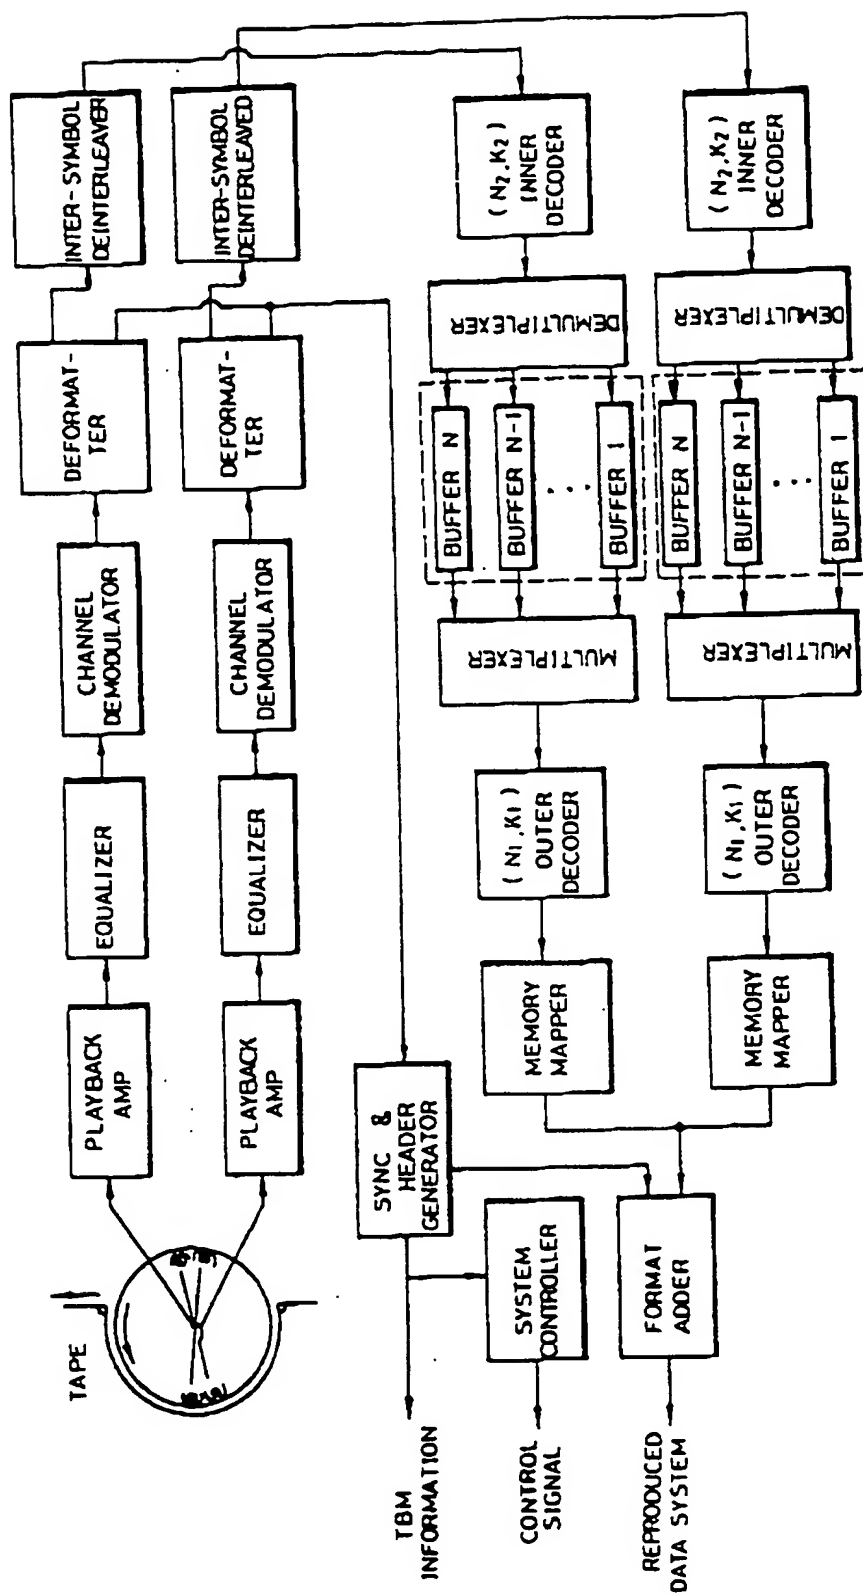 TAPE
PLAYBACK
AMP
EQUALIZER
CHANNEL
DEMODULATOR
DEFORMAT-
TER
INTER-SYMBOL
DEINTERLEAVER
PLAYBACK
AMP
EQUALIZER
CHANNEL
DEMODULATOR
DEFORMAT-
TER
INTER-SYMBOL
DEINTERLEAVED
TBM
INFORMATION
SYNC &
HEADER
GENERATOR
CONTROL
SIGNAL
SYSTEM
CONTROLLER
REPRODUCED
DATA SYSTEM
FORMAT
ADDER
MEMORY
MAPPER
(N1,K1)
OUTER
DECODER
MULTIPLEXER
BUFFER N
BUFFER N-1
...
BUFFER 1
DEMULTIPLEXER
(N2,K2)
INNER
DECODER
MEMORY
MAPPER
(N1,K1)
OUTER
DECODER
MULTIPLEXER
BUFFER N
BUFFER N-1
...
BUFFER 1
DEMULTIPLEXER
(N2,K2)
INNER
DECODER